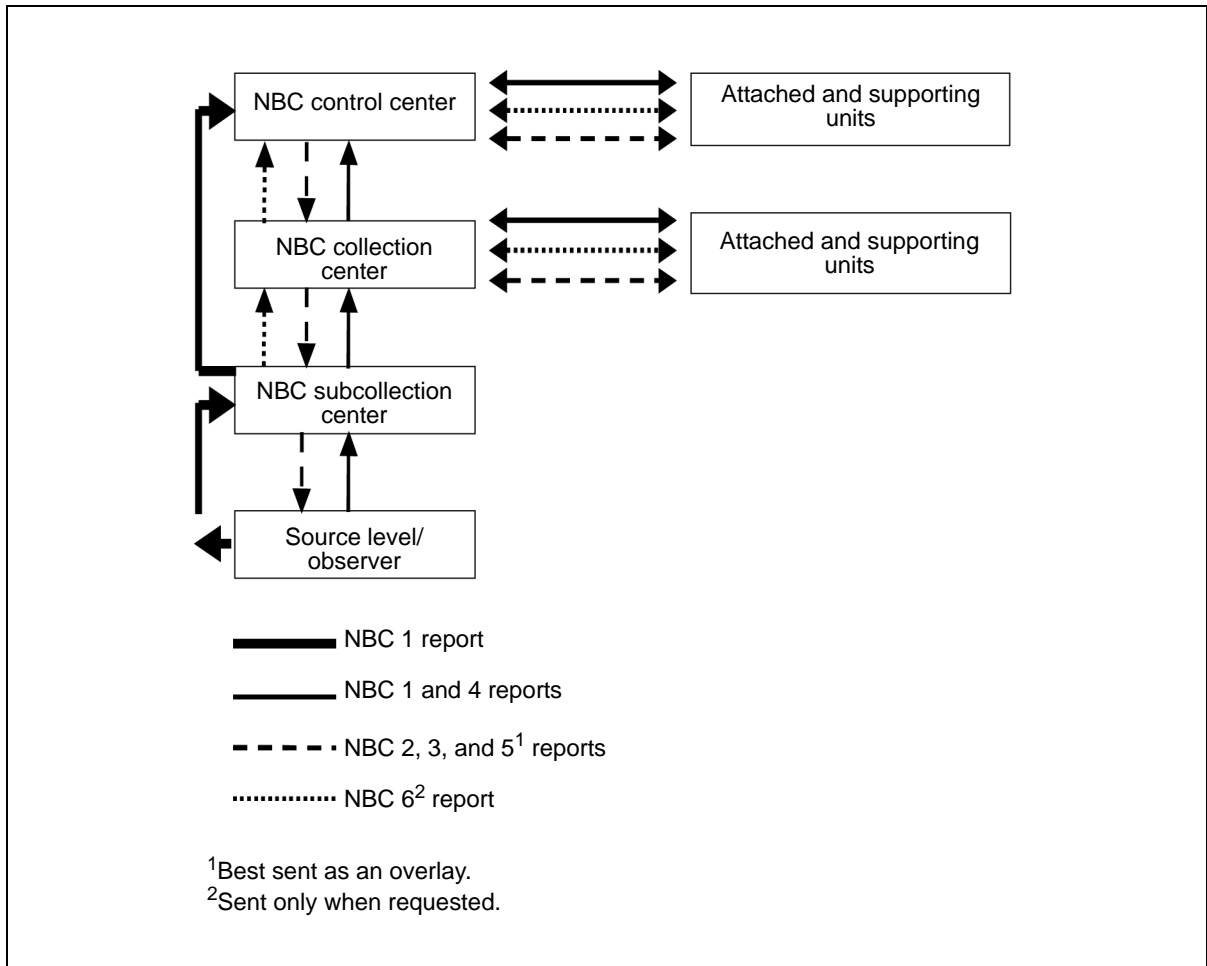 NBC control center
Attached and supporting
units
NBC collection
center
Attached and supporting
units
NBC subcollection
center
Source level/
observer
NBC 1 report
NBC 1 and 4 reports
NBC 2, 3, and 5¹ reports
NBC 6² report
¹Best sent as an overlay.
²Sent only when requested.